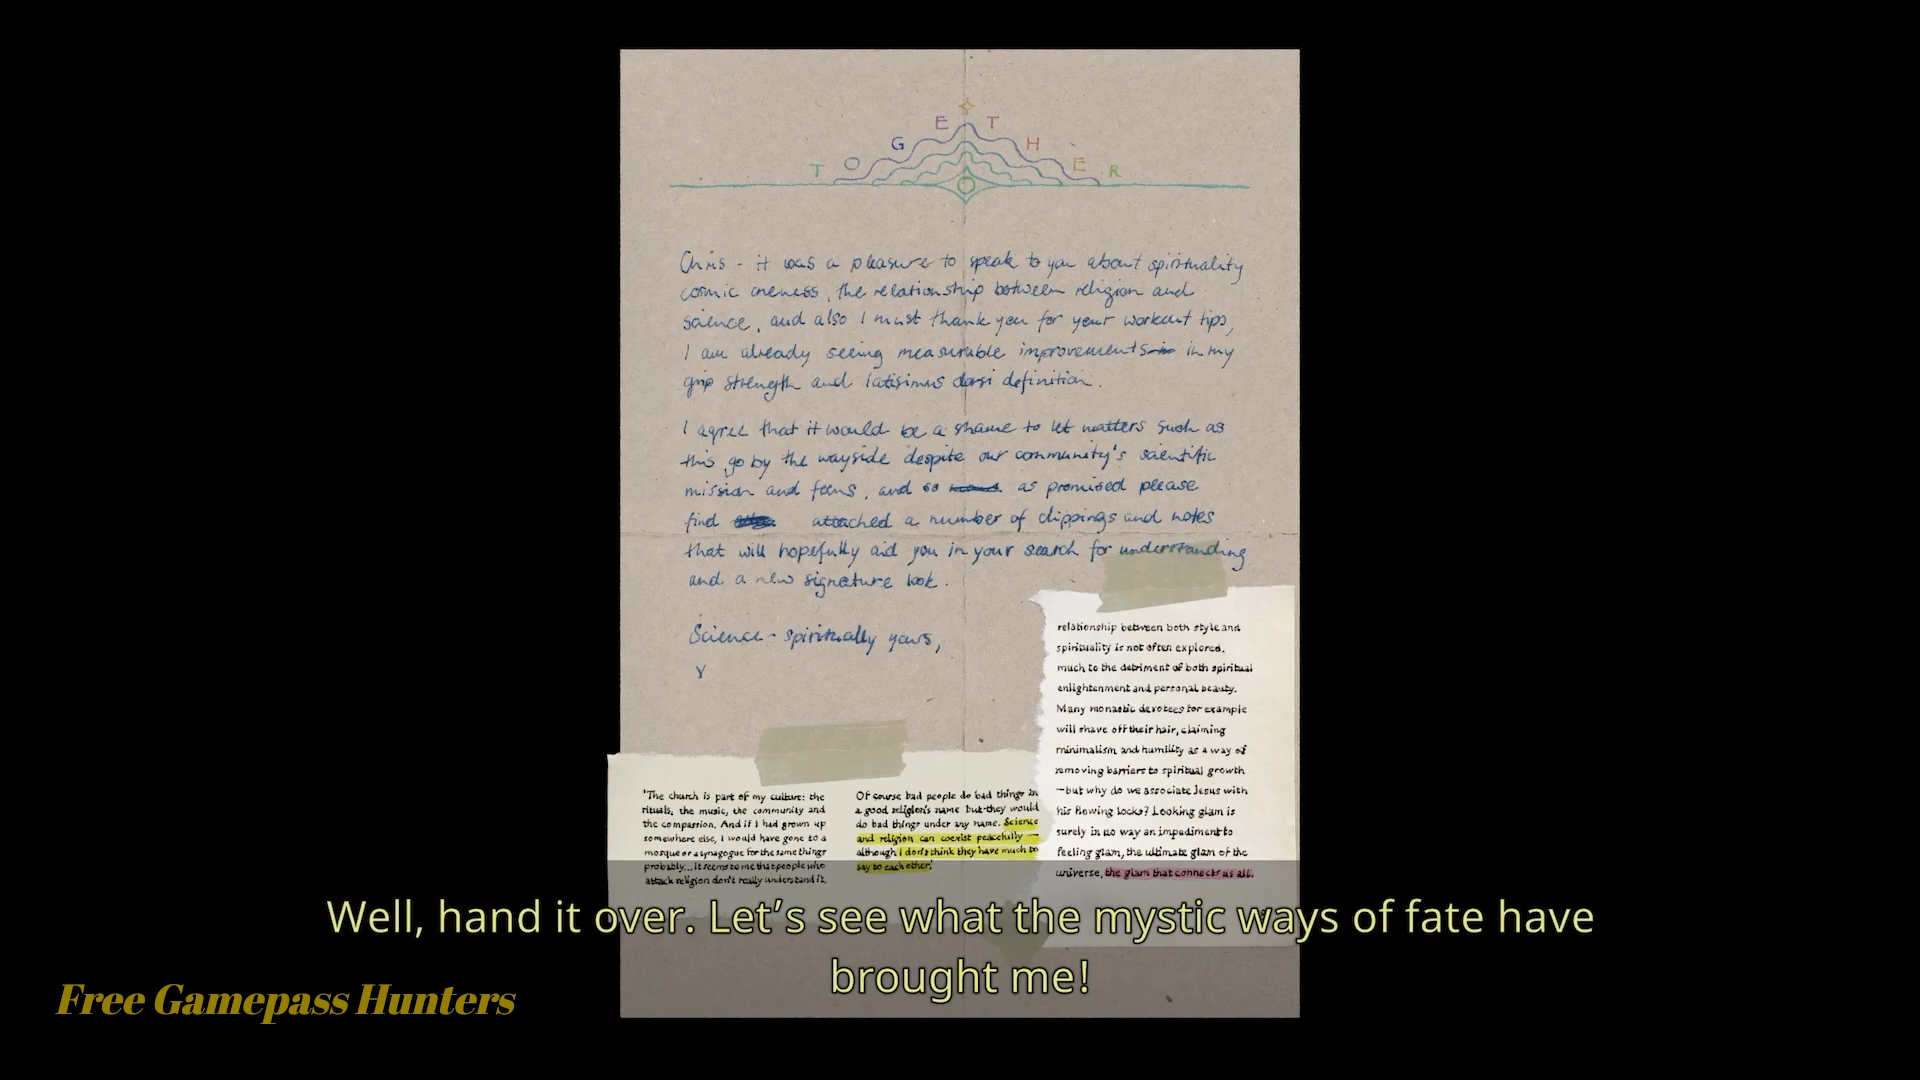 TOGETHER
Chris - it was a pleasure to speak to you about spirituality
cosmic oneness, the relationship between religion and
science, and also I must thank you for your workout tips,
I am already seeing measurable improvements in my
grip strength and latisimus dorsi definition.
I agree that it would be a shame to let matters such as
this go by the wayside despite our community's scientific
mission and focus, and so as promised please
find attached a number of clippings and notes
that will hopefully aid you in your search for understanding
and a new signature look.
Science-spiritually yours,
Y
relationship between both style and
spirituality is not often explored,
much to the detriment of both spiritual
enlightenment and personal beauty.
Many monastic devotees for example
will shave off their hair, claiming
minimalism and humility as a way of
removing barriers to spiritual growth
—but why do we associate Jesus with
his flowing locks? Looking glam is
surely in no way an impediment to
feeling glam, the ultimate glam of the
universe, the glam that connects us all.
'The church is part of my culture: the
rituals, the music, the community and
the compassion. And if I had grown up
somewhere else, I would have gone to a
mosque or a synagogue for the same things
probably... it seems to me that people who
attack religion don't really understand it.
Of course bad people do bad things in
a good religion's name but they would
do bad things under any name. Science
and religion can coexist peacefully —
although I don't think they have much to
say to each other.'
Well, hand it over. Let's see what the mystic ways of fate have
brought me!
Free Gamepass Hunters